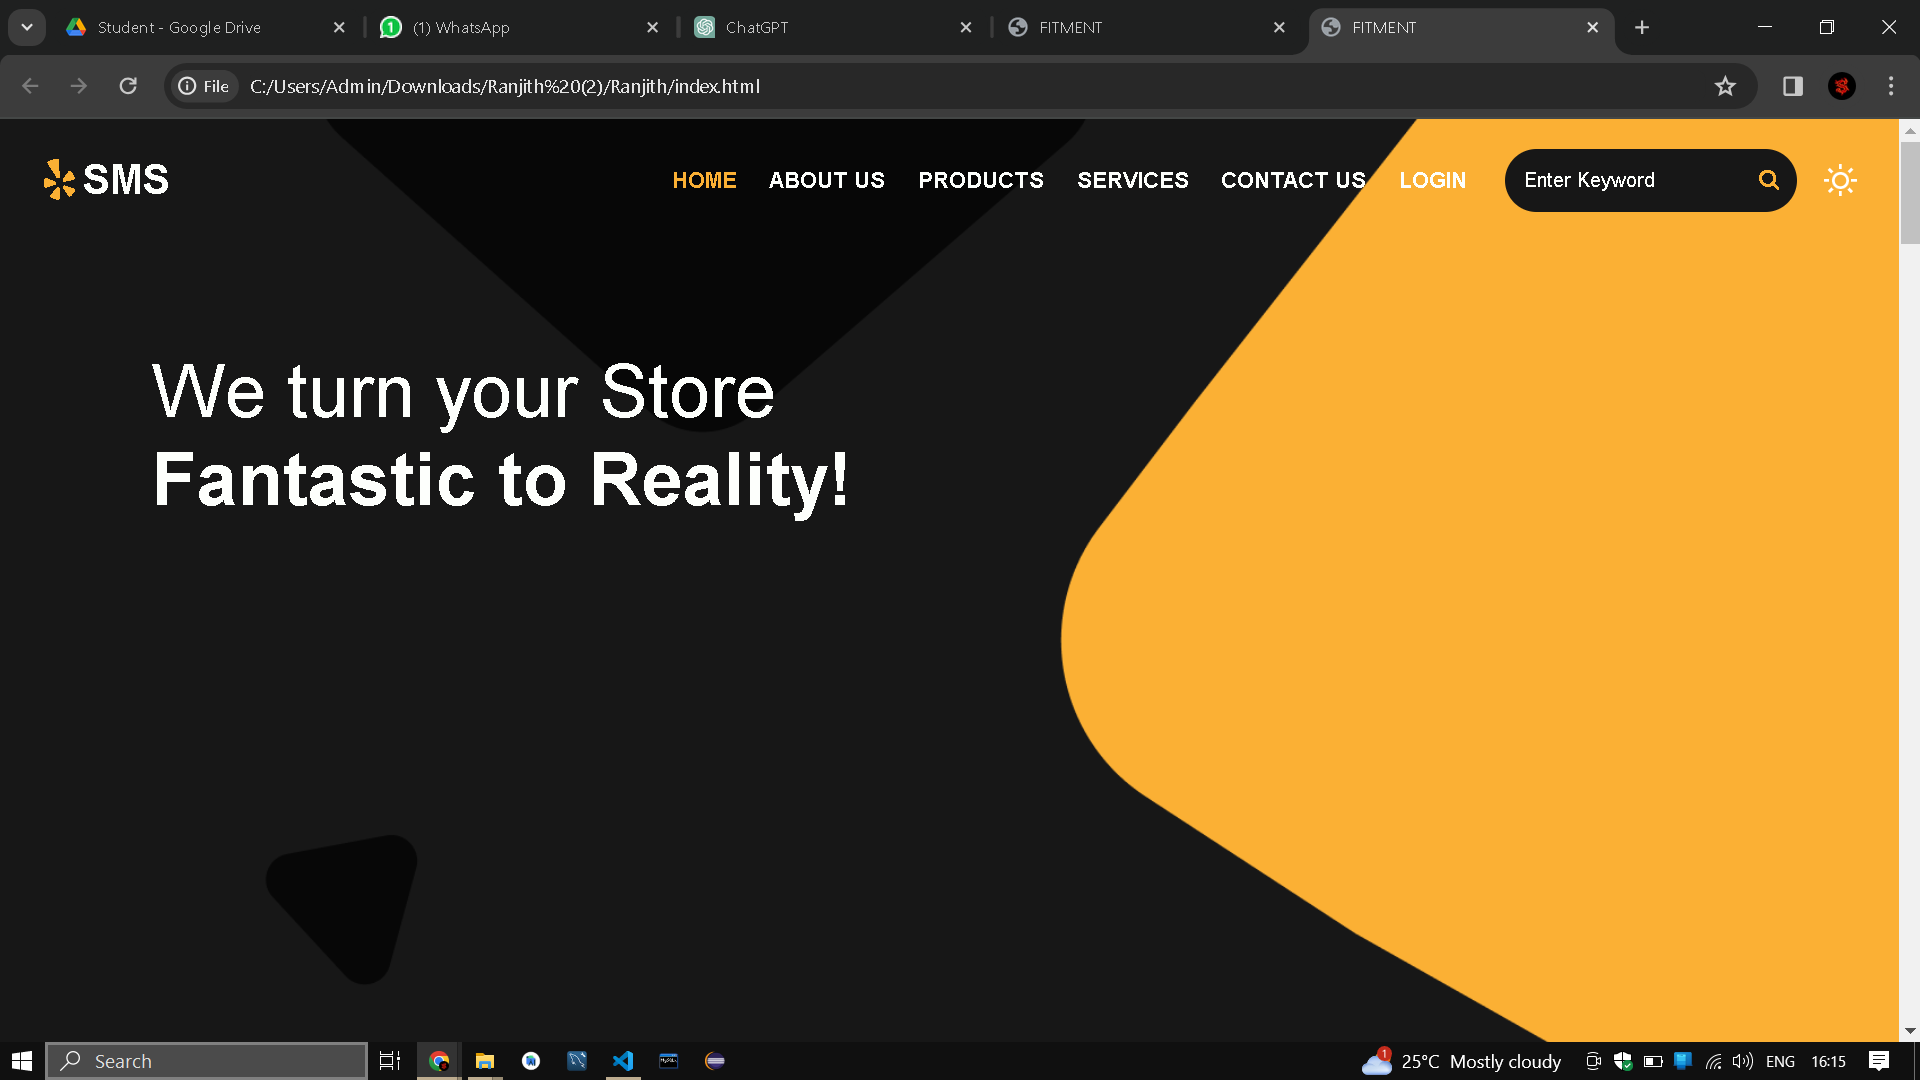 Student - Google Drive
(1) WhatsApp
ChatGPT
FITMENT
FITMENT
File
C:/Users/Admin/Downloads/Ranjith%20(2)/Ranjith/index.html
SMS
HOME ABOUT US PRODUCTS SERVICES CONTACT US LOGIN
Enter Keyword
We turn your Store
Fantastic to Reality!
Search
1
25°C Mostly cloudy
ENG
16:15